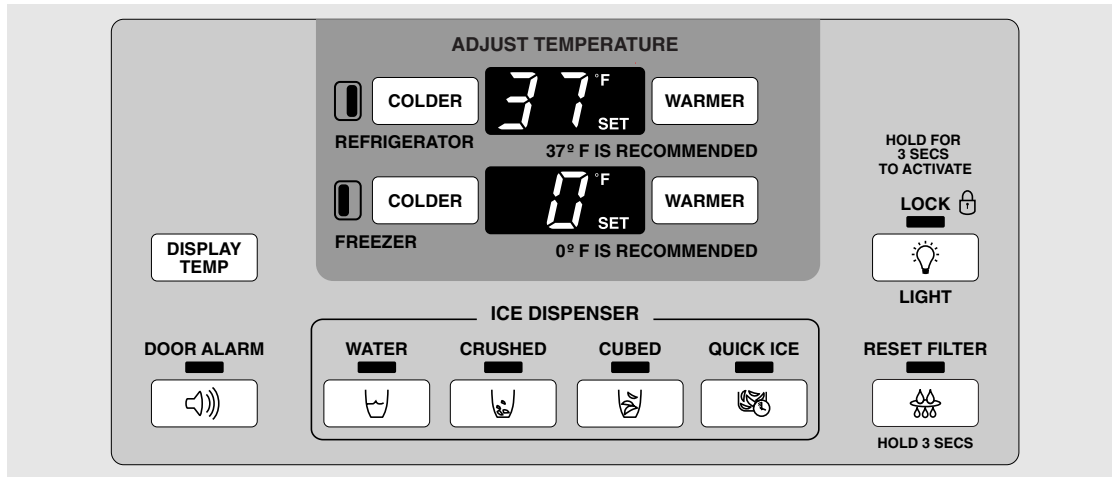 ADJUST TEMPERATURE
COLDER
37 °F
SET
WARMER
REFRIGERATOR
37º F IS RECOMMENDED
COLDER
0 °F
SET
WARMER
FREEZER
0º F IS RECOMMENDED
HOLD FOR
3 SECS
TO ACTIVATE
LOCK
LIGHT
DISPLAY
TEMP
ICE DISPENSER
DOOR ALARM
WATER
CRUSHED
CUBED
QUICK ICE
RESET FILTER
HOLD 3 SECS